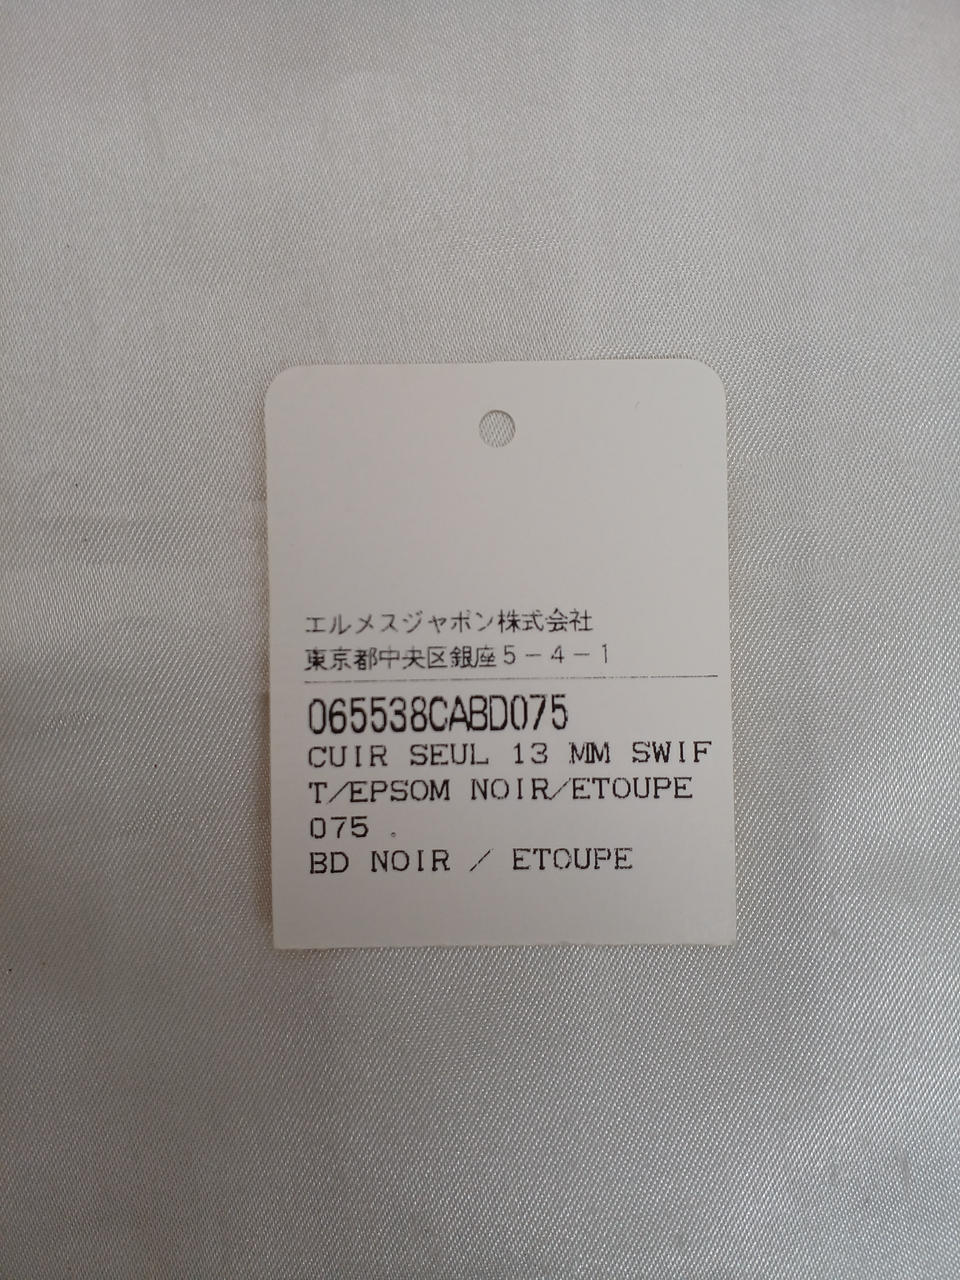 エルメスジャポン株式会社
東京都中央区銀座5-4-1
065538CABD075
CUIR SEUL 13 MM SWIF
T/EPSOM NOIR/ETOUPE
075 .
BD NOIR / ETOUPE